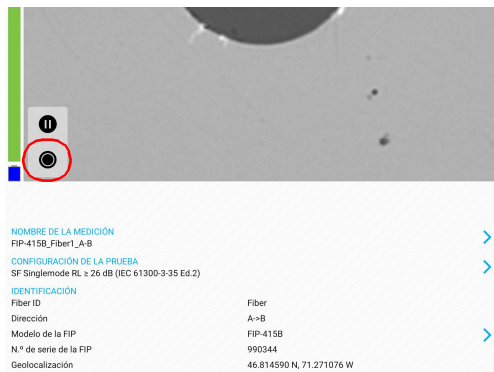 NOMBRE DE LA MEDICIÓN
FIP-415B_Fiber1_A-B
CONFIGURACIÓN DE LA PRUEBA
SF Singlemode RL ≥ 26 dB (IEC 61300-3-35 Ed.2)
IDENTIFICACIÓN
Fiber ID Fiber
Dirección A->B
Modelo de la FIP FIP-415B
N.º de serie de la FIP 990344
Geolocalización 46.814590 N, 71.271076 W